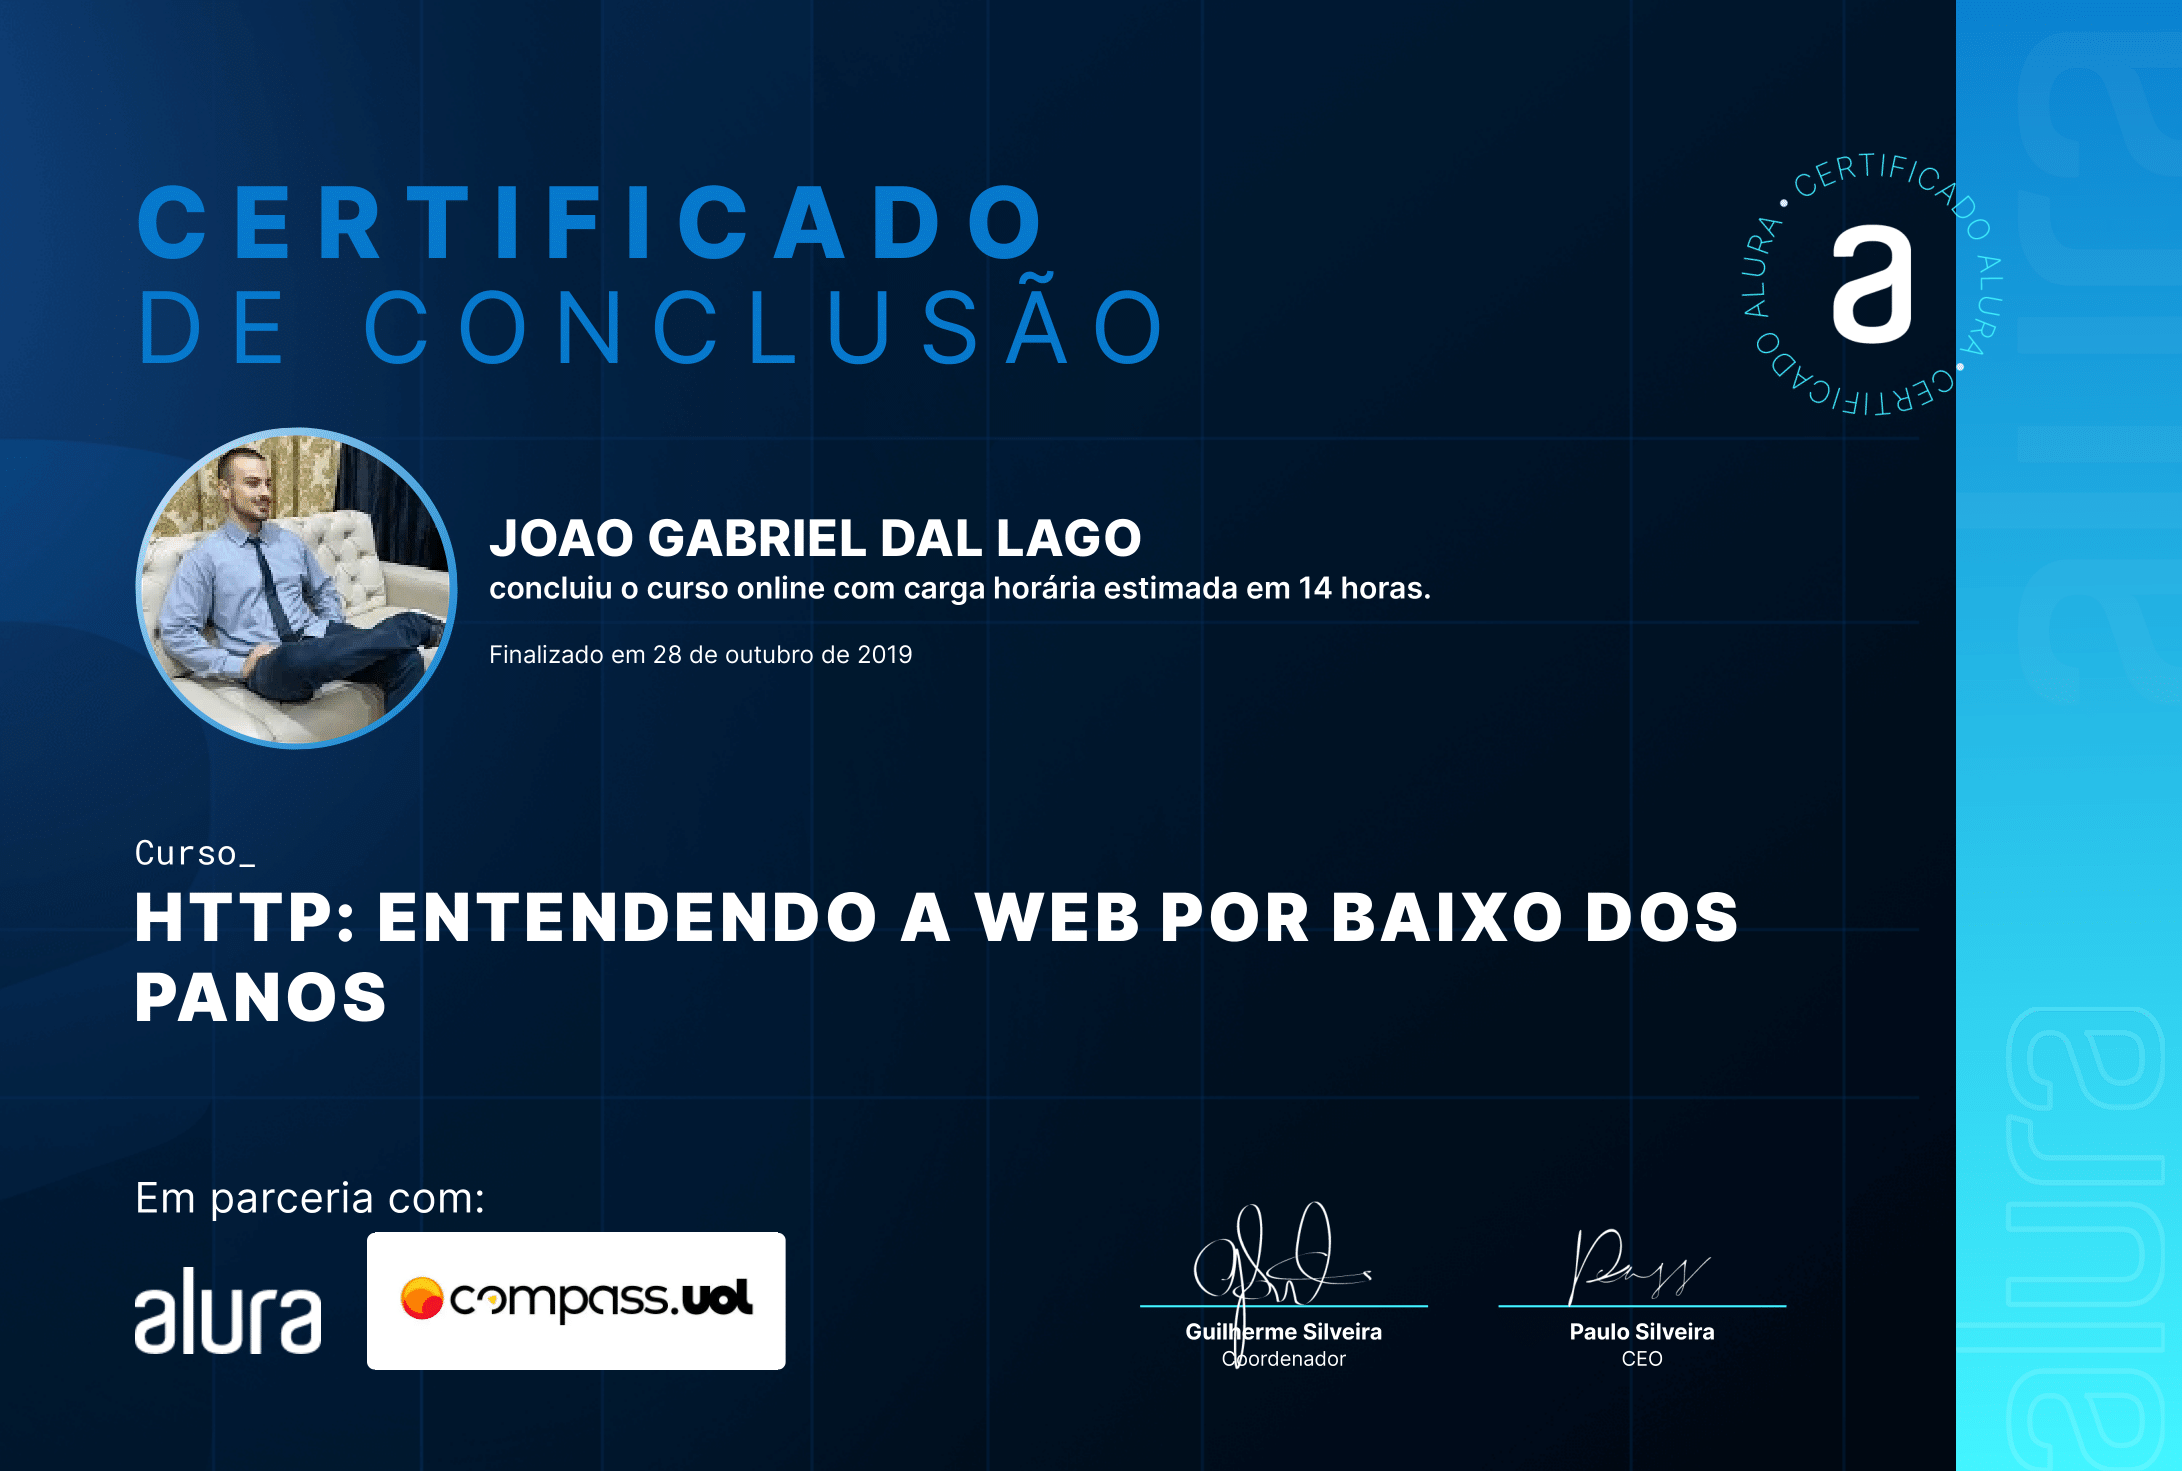 CERTIFICADO
DE CONCLUSÃO
CERTIFICADO ALURA • CERTIFICADO ALURA •
a
JOAO GABRIEL DAL LAGO
concluiu o curso online com carga horária estimada em 14 horas.
Finalizado em 28 de outubro de 2019
Curso_
HTTP: ENTENDENDO A WEB POR BAIXO DOS
PANOS
Em parceria com:
alura
compass.uol
Guilherme Silveira
Coordenador
Paulo Silveira
CEO
alura
alura
alura